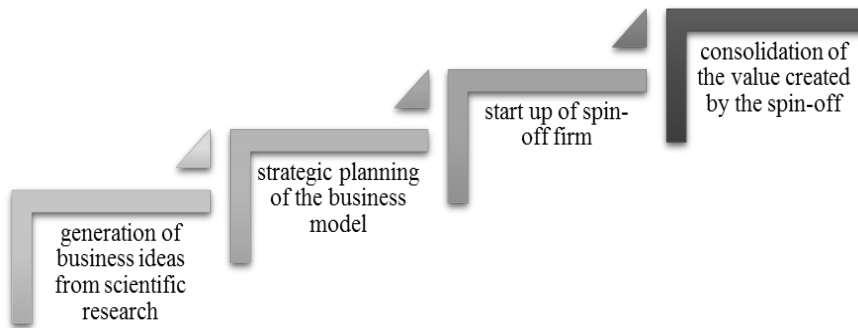 generation of
business ideas
from scientific
research
strategic planning
of the business
model
start up of spin-
off firm
consolidation of
the value created
by the spin-off